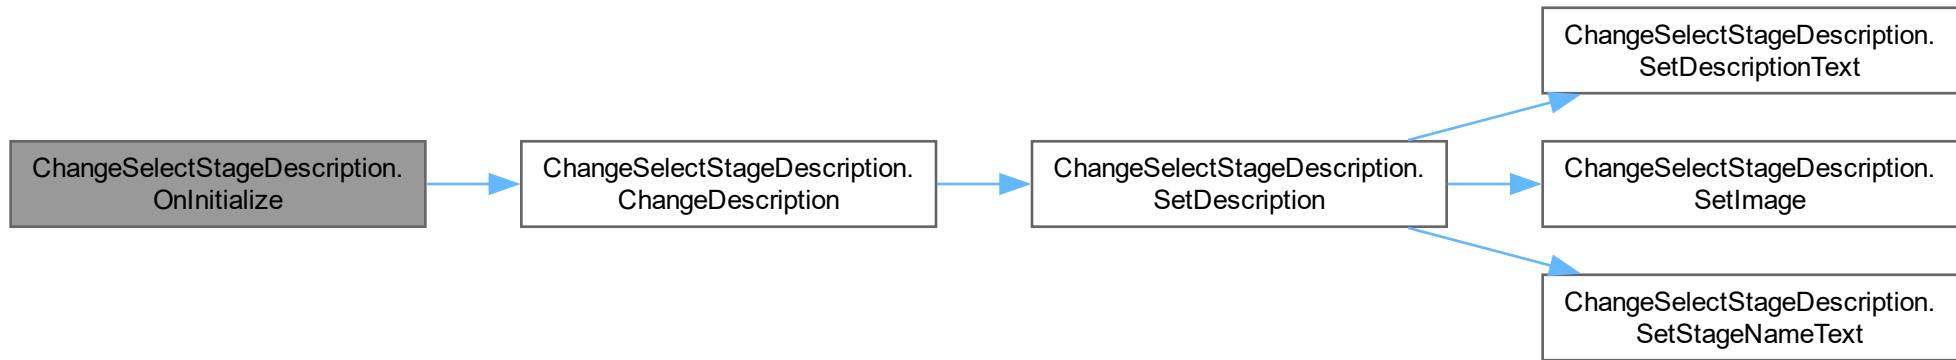 ChangeSelectStageDescription.
OnInitialize
ChangeSelectStageDescription.
ChangeDescription
ChangeSelectStageDescription.
SetDescription
ChangeSelectStageDescription.
SetDescriptionText
ChangeSelectStageDescription.
SetImage
ChangeSelectStageDescription.
SetStageNameText